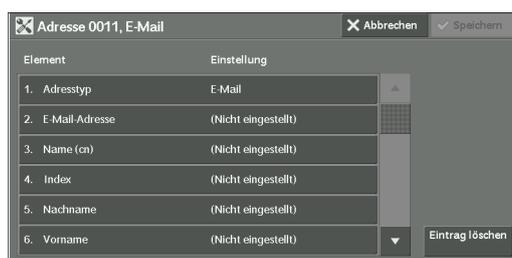 Adresse 0011, E-Mail
Abbrechen
Speichern
Element Einstellung
1. Adresstyp E-Mail
2. E-Mail-Adresse (Nicht eingestellt)
3. Name (cn) (Nicht eingestellt)
4. Index (Nicht eingestellt)
5. Nachname (Nicht eingestellt)
6. Vorname (Nicht eingestellt)
Eintrag löschen